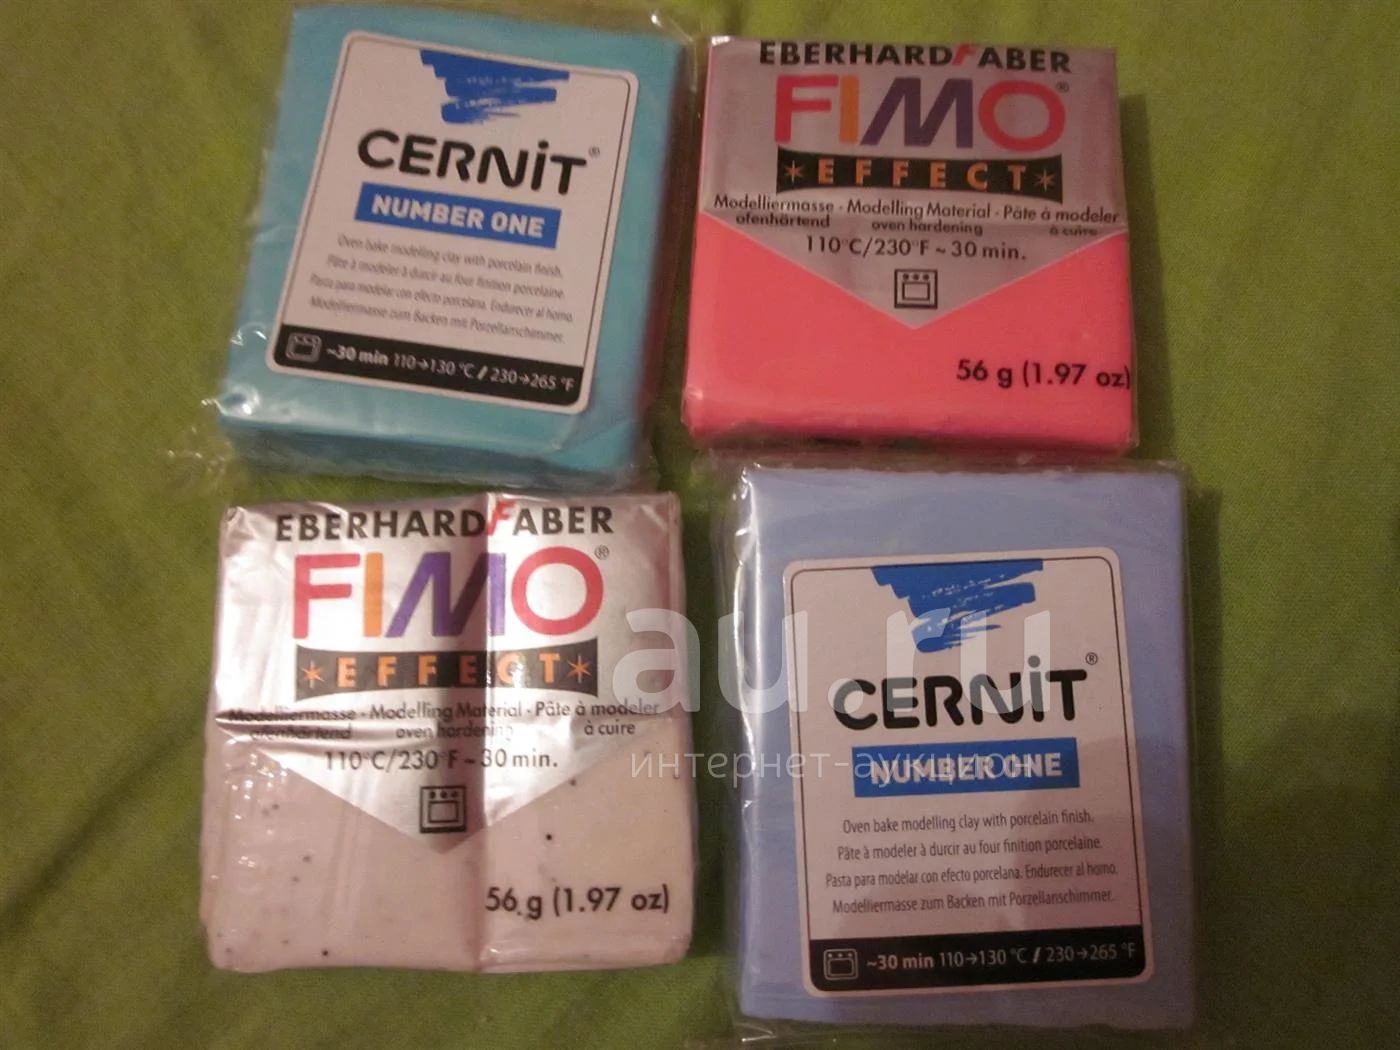 CERNiT®
NUMBER ONE
Oven bake modelling clay with porcelain finish.
Pâte à modeler à durcir au four finition porcelaine.
Pasta para modelar con efecto porcelana. Endurecer al horno.
Modelliermasse zum Backen mit Porzellanschimmer.
~30 min 110→130 °C / 230→265 °F
EBERHARDFABER
FIMO®
*EFFECT*
Modelliermasse · Modelling Material · Pâte à modeler
ofenhärtend oven hardening à cuire
110°C/230°F ~ 30 min.
56 g (1.97 oz)
EBERHARDFABER
FIMO®
*EFFECT*
Modelliermasse · Modelling Material · Pâte à modeler
ofenhärtend oven hardening à cuire
110°C/230°F ~ 30 min.
56 g (1.97 oz)
CERNiT®
NUMBER ONE
Oven bake modelling clay with porcelain finish.
Pâte à modeler à durcir au four finition porcelaine.
Pasta para modelar con efecto porcelana. Endurecer al horno.
Modelliermasse zum Backen mit Porzellanschimmer.
~30 min 110→130 °C / 230→265 °F
au.ru
интернет-аукцион